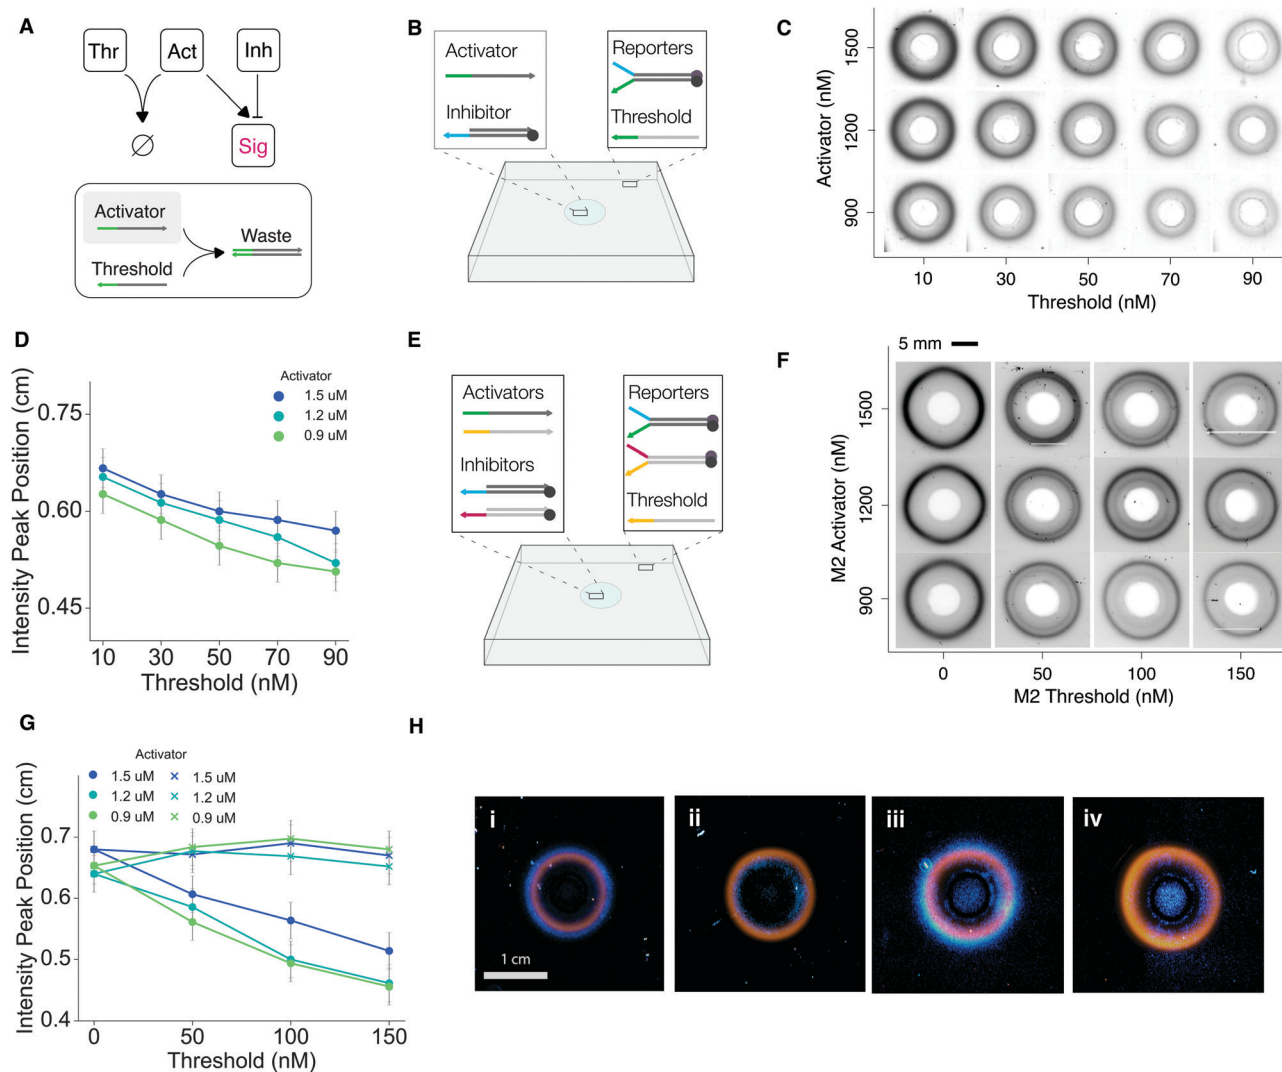 A
Thr
Act
Inh
∅
Sig
Activator
Threshold
Waste
B
Activator
Inhibitor
Reporters
Threshold
C
Activator (nM)
1500
1200
900
10 30 50 70 90
Threshold (nM)
D
Intensity Peak Position (cm)
Activator
1.5 uM
1.2 uM
0.9 uM
0.75
0.60
0.45
10 30 50 70 90
Threshold (nM)
E
Activators
Inhibitors
Reporters
Threshold
F
5 mm
M2 Activator (nM)
1500
1200
900
0 50 100 150
M2 Threshold (nM)
G
Intensity Peak Position (cm)
Activator
1.5 uM 1.5 uM
1.2 uM 1.2 uM
0.9 uM 0.9 uM
0.7
0.6
0.5
0.4
0 50 100 150
Threshold (nM)
H
i
ii
iii
iv
1 cm